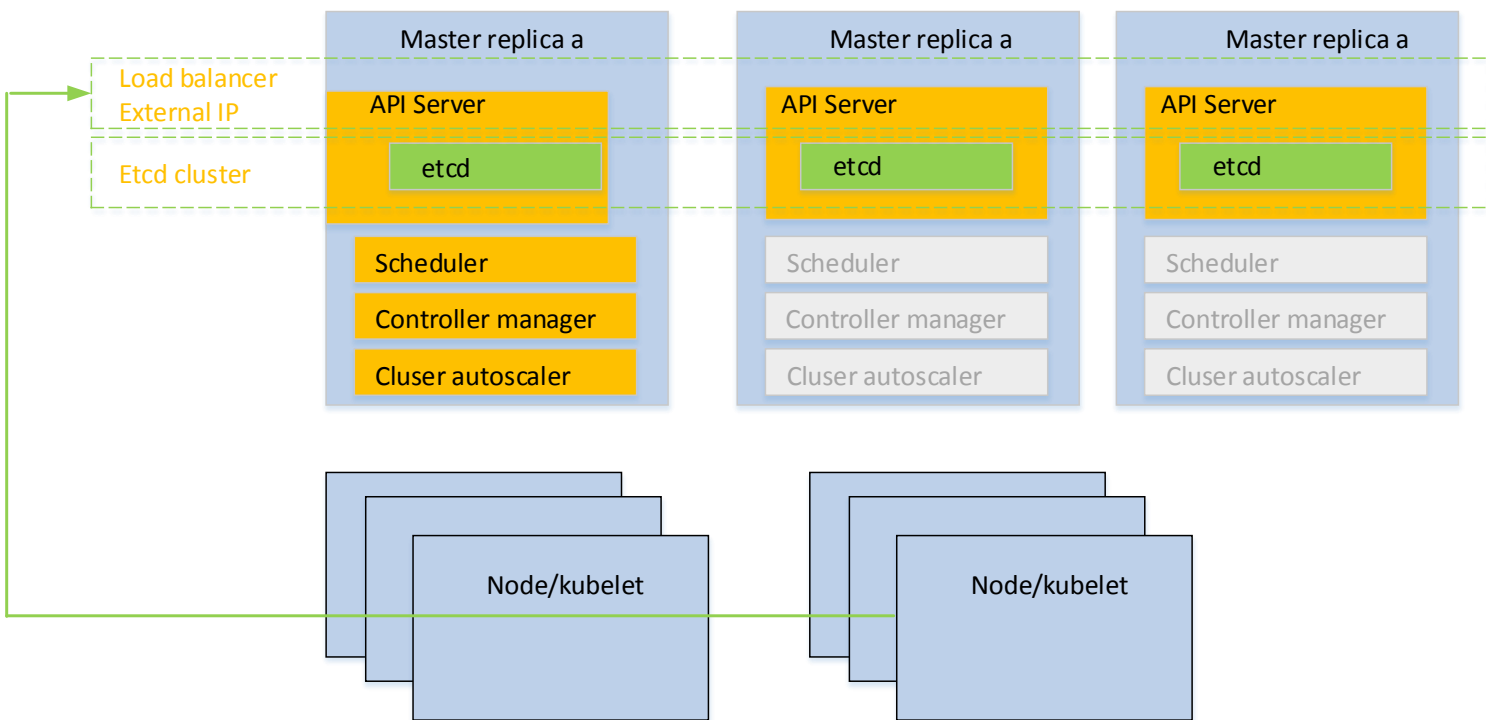 Master replica a
Master replica a
Master replica a
Load balancer
External IP
API Server
API Server
API Server
Etcd cluster
etcd
etcd
etcd
Scheduler
Scheduler
Scheduler
Controller manager
Controller manager
Controller manager
Cluser autoscaler
Cluser autoscaler
Cluser autoscaler
Node/kubelet
Node/kubelet